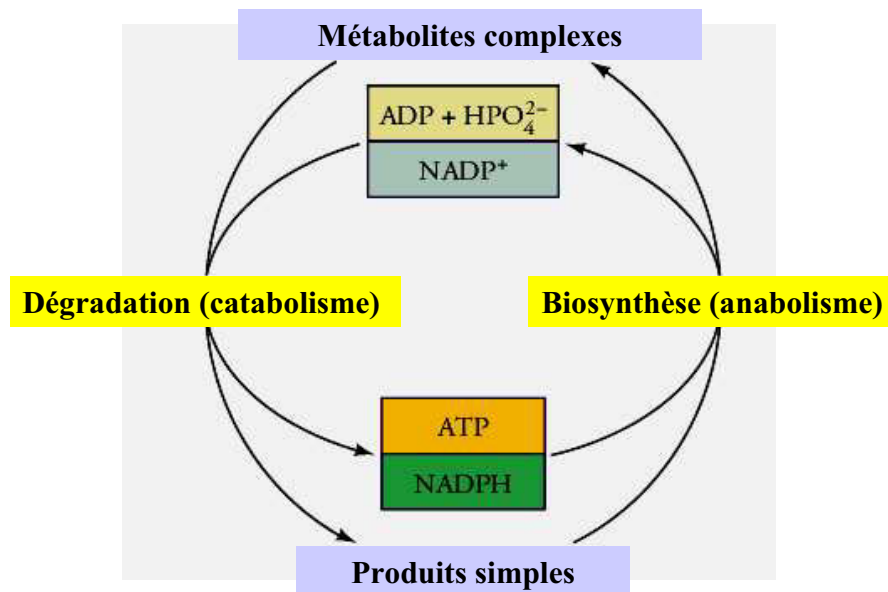 Métabolites complexes
ADP + HPO₄²⁻
NADP⁺
Dégradation (catabolisme)
Biosynthèse (anabolisme)
ATP
NADPH
Produits simples